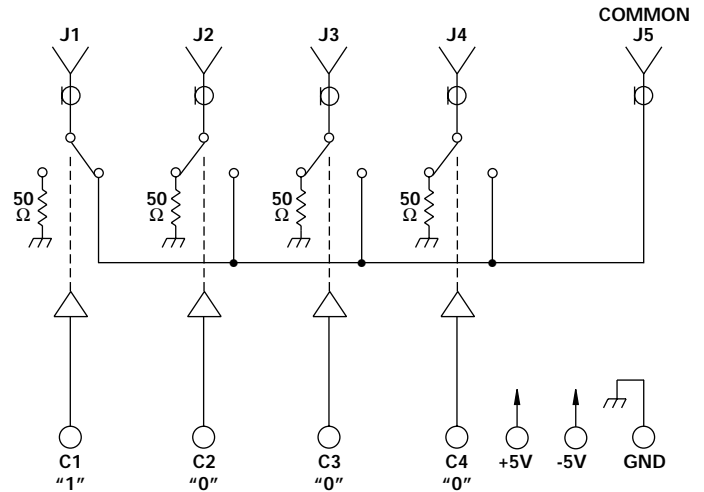 COMMON
J1 J2 J3 J4 J5
50 50 50 50
Ω Ω Ω Ω
C1 C2 C3 C4 +5V -5V GND
“1” “0” “0” “0”